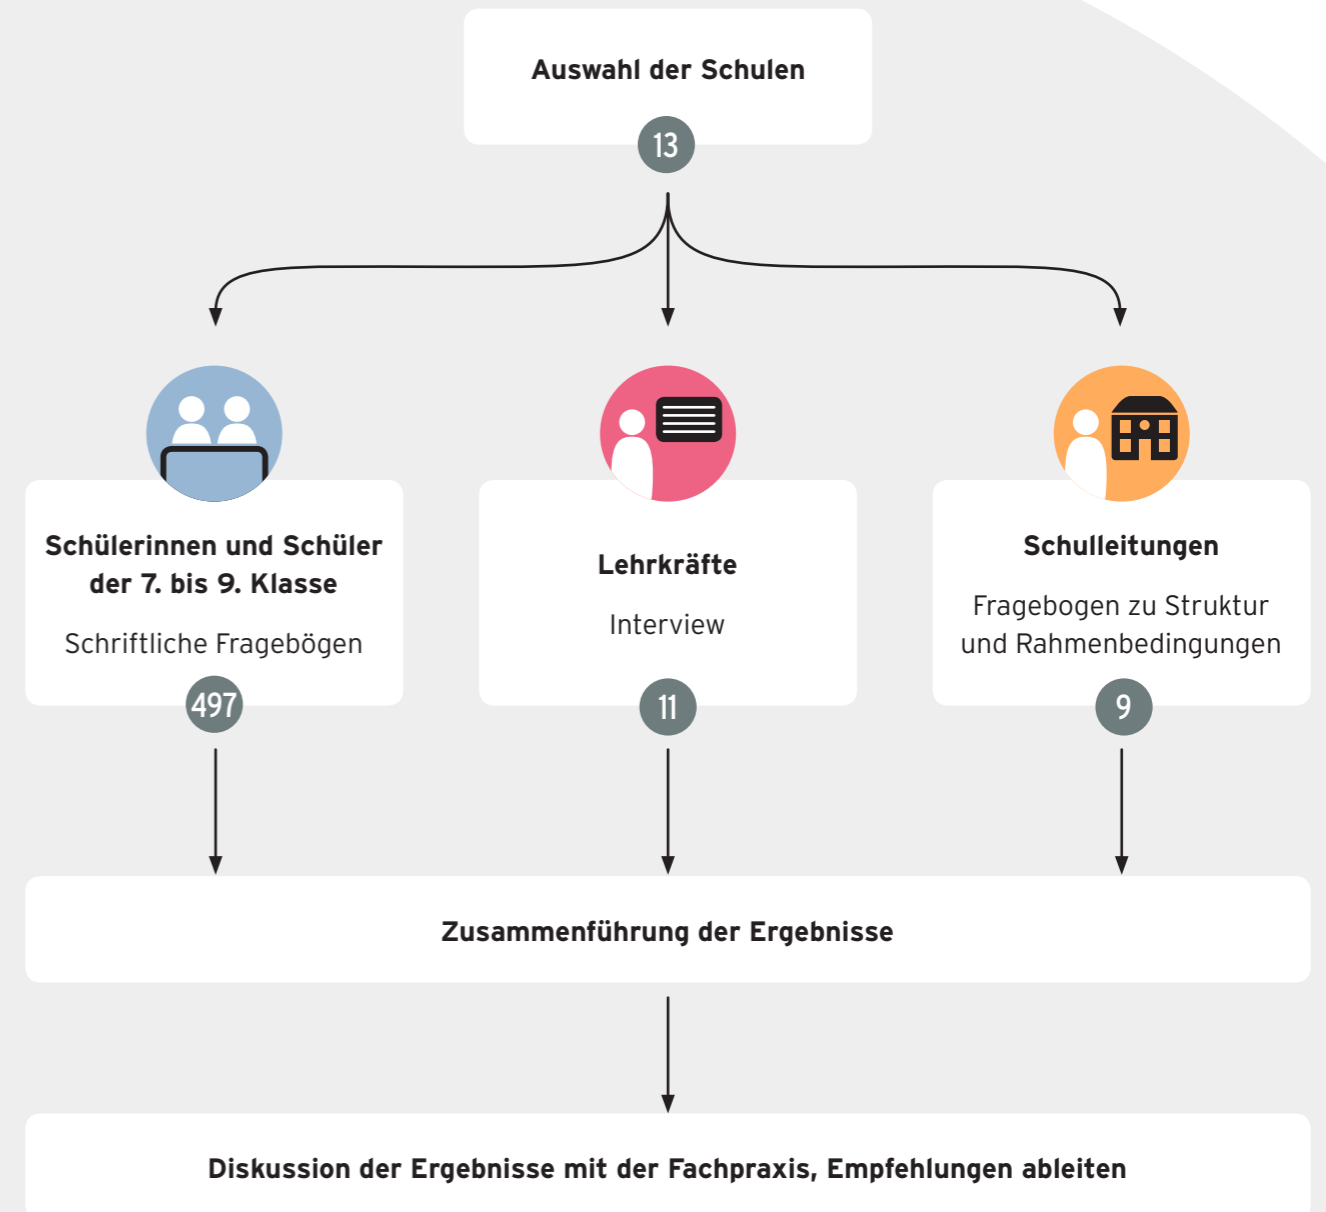 Auswahl der Schulen
13
Schülerinnen und Schüler
der 7. bis 9. Klasse
Schriftliche Fragebögen
497
Lehrkräfte
Interview
11
Schulleitungen
Fragebogen zu Struktur
und Rahmenbedingungen
9
Zusammenführung der Ergebnisse
Diskussion der Ergebnisse mit der Fachpraxis, Empfehlungen ableiten